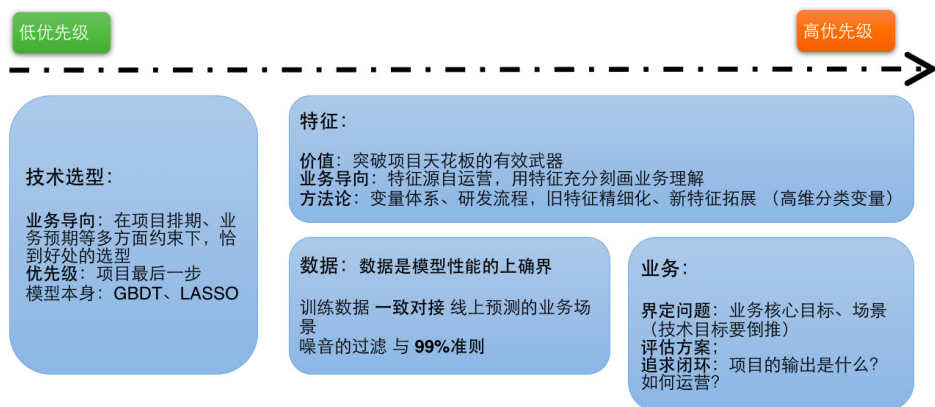 低优先级
高优先级
技术选型：
业务导向：在项目排期、业
务预期等多方面约束下，恰
到好处的选型
优先级：项目最后一步
模型本身：GBDT、LASSO
特征：
价值：突破项目天花板的有效武器
业务导向：特征源自运营，用特征充分刻画业务理解
方法论：变量体系、研发流程，旧特征精细化、新特征拓展 （高维分类变量）
数据：数据是模型性能的上确界
训练数据 一致对接 线上预测的业务场
景
噪音的过滤 与 99%准则
业务：
界定问题：业务核心目标、场景
（技术目标要倒推）
评估方案；
追求闭环：项目的输出是什么？
如何运营？